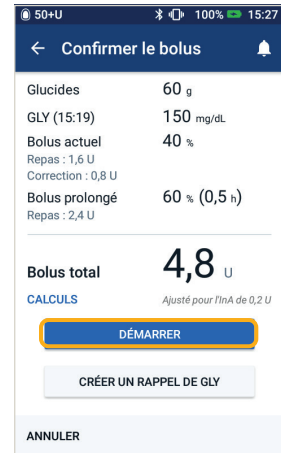 50+U 100% 15:27
← Confirmer le bolus
Glucides 60 g
GLY (15:19) 150 mg/dL
Bolus actuel 40 %
Repas : 1,6 U
Correction : 0,8 U
Bolus prolongé 60 % (0,5 h)
Repas : 2,4 U
Bolus total 4,8 U
CALCULS Ajusté pour l'InA de 0,2 U
DÉMARRER
CRÉER UN RAPPEL DE GLY
ANNULER